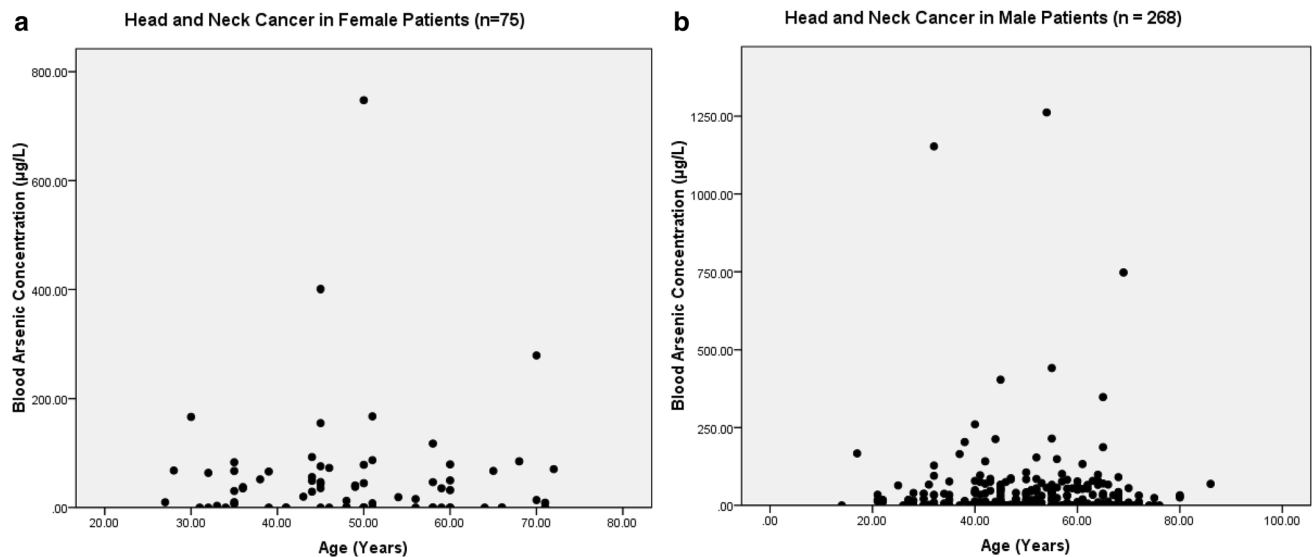 a
Head and Neck Cancer in Female Patients (n=75)
Blood Arsenic Concentration (µg/L)
800.00
600.00
400.00
200.00
.00
20.00 30.00 40.00 50.00 60.00 70.00 80.00
Age (Years)
b
Head and Neck Cancer in Male Patients (n = 268)
Blood Arsenic Concentration (µg/L)
1250.00
1000.00
750.00
500.00
250.00
.00
.00 20.00 40.00 60.00 80.00 100.00
Age (Years)